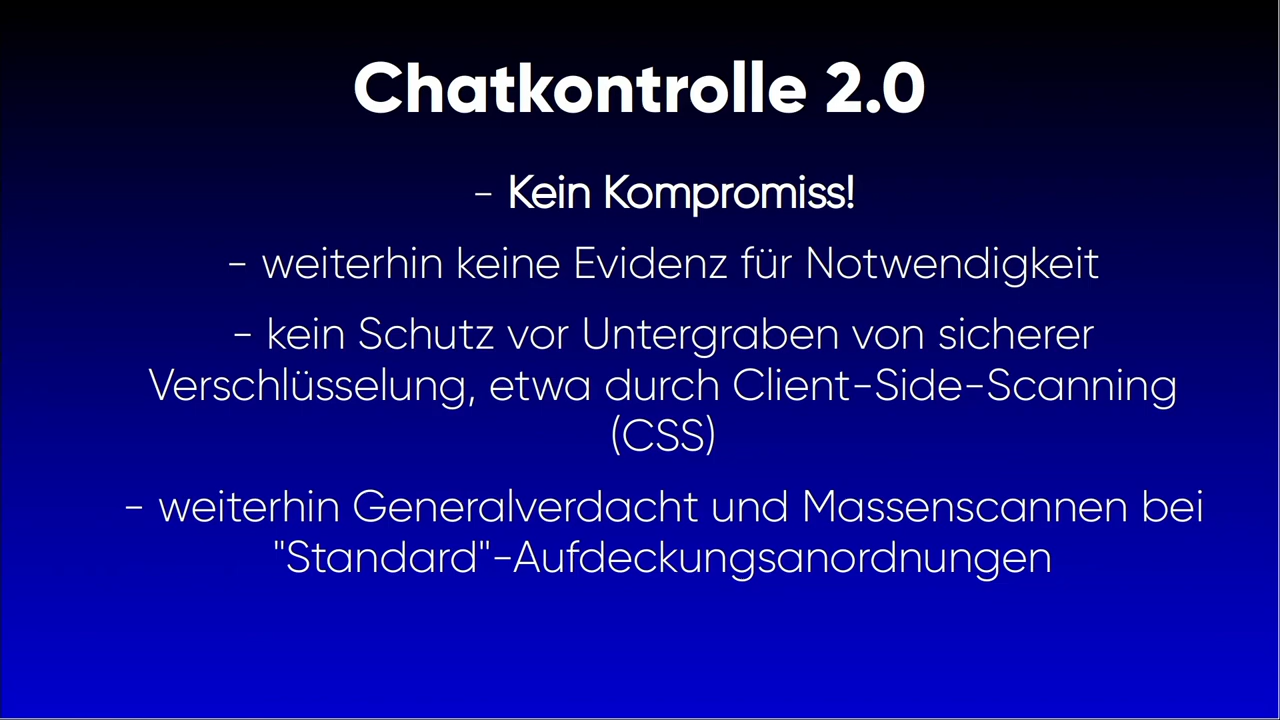 Chatkontrolle 2.0
- Kein Kompromiss!
- weiterhin keine Evidenz für Notwendigkeit
- kein Schutz vor Untergraben von sicherer
Verschlüsselung, etwa durch Client-Side-Scanning
(CSS)
- weiterhin Generalverdacht und Massenscannen bei
"Standard"-Aufdeckungsanordnungen